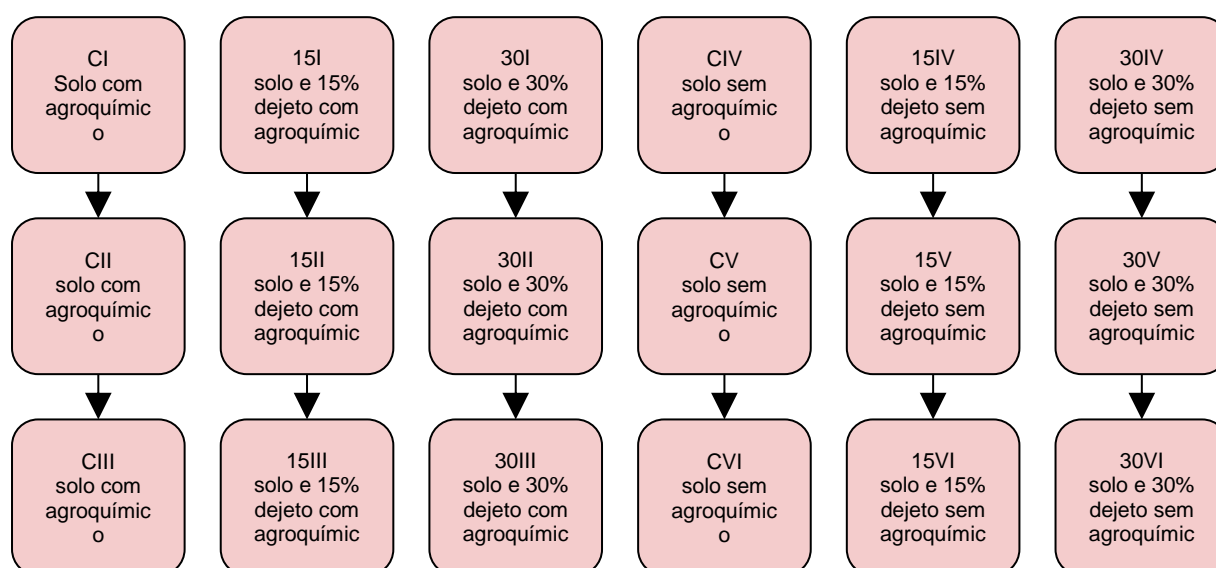 CI
Solo com
agroquímic
o
15I
solo e 15%
dejeto com
agroquímic
30I
solo e 30%
dejeto com
agroquímic
CIV
solo sem
agroquímic
o
15IV
solo e 15%
dejeto sem
agroquímic
30IV
solo e 30%
dejeto sem
agroquímic
CII
solo com
agroquímic
o
15II
solo e 15%
dejeto com
agroquímic
30II
solo e 30%
dejeto com
agroquímic
CV
solo sem
agroquímic
o
15V
solo e 15%
dejeto sem
agroquímic
30V
solo e 30%
dejeto sem
agroquímic
CIII
solo com
agroquímic
o
15III
solo e 15%
dejeto com
agroquímic
30III
solo e 30%
dejeto com
agroquímic
CVI
solo sem
agroquímic
o
15VI
solo e 15%
dejeto sem
agroquímic
30VI
solo e 30%
dejeto sem
agroquímic